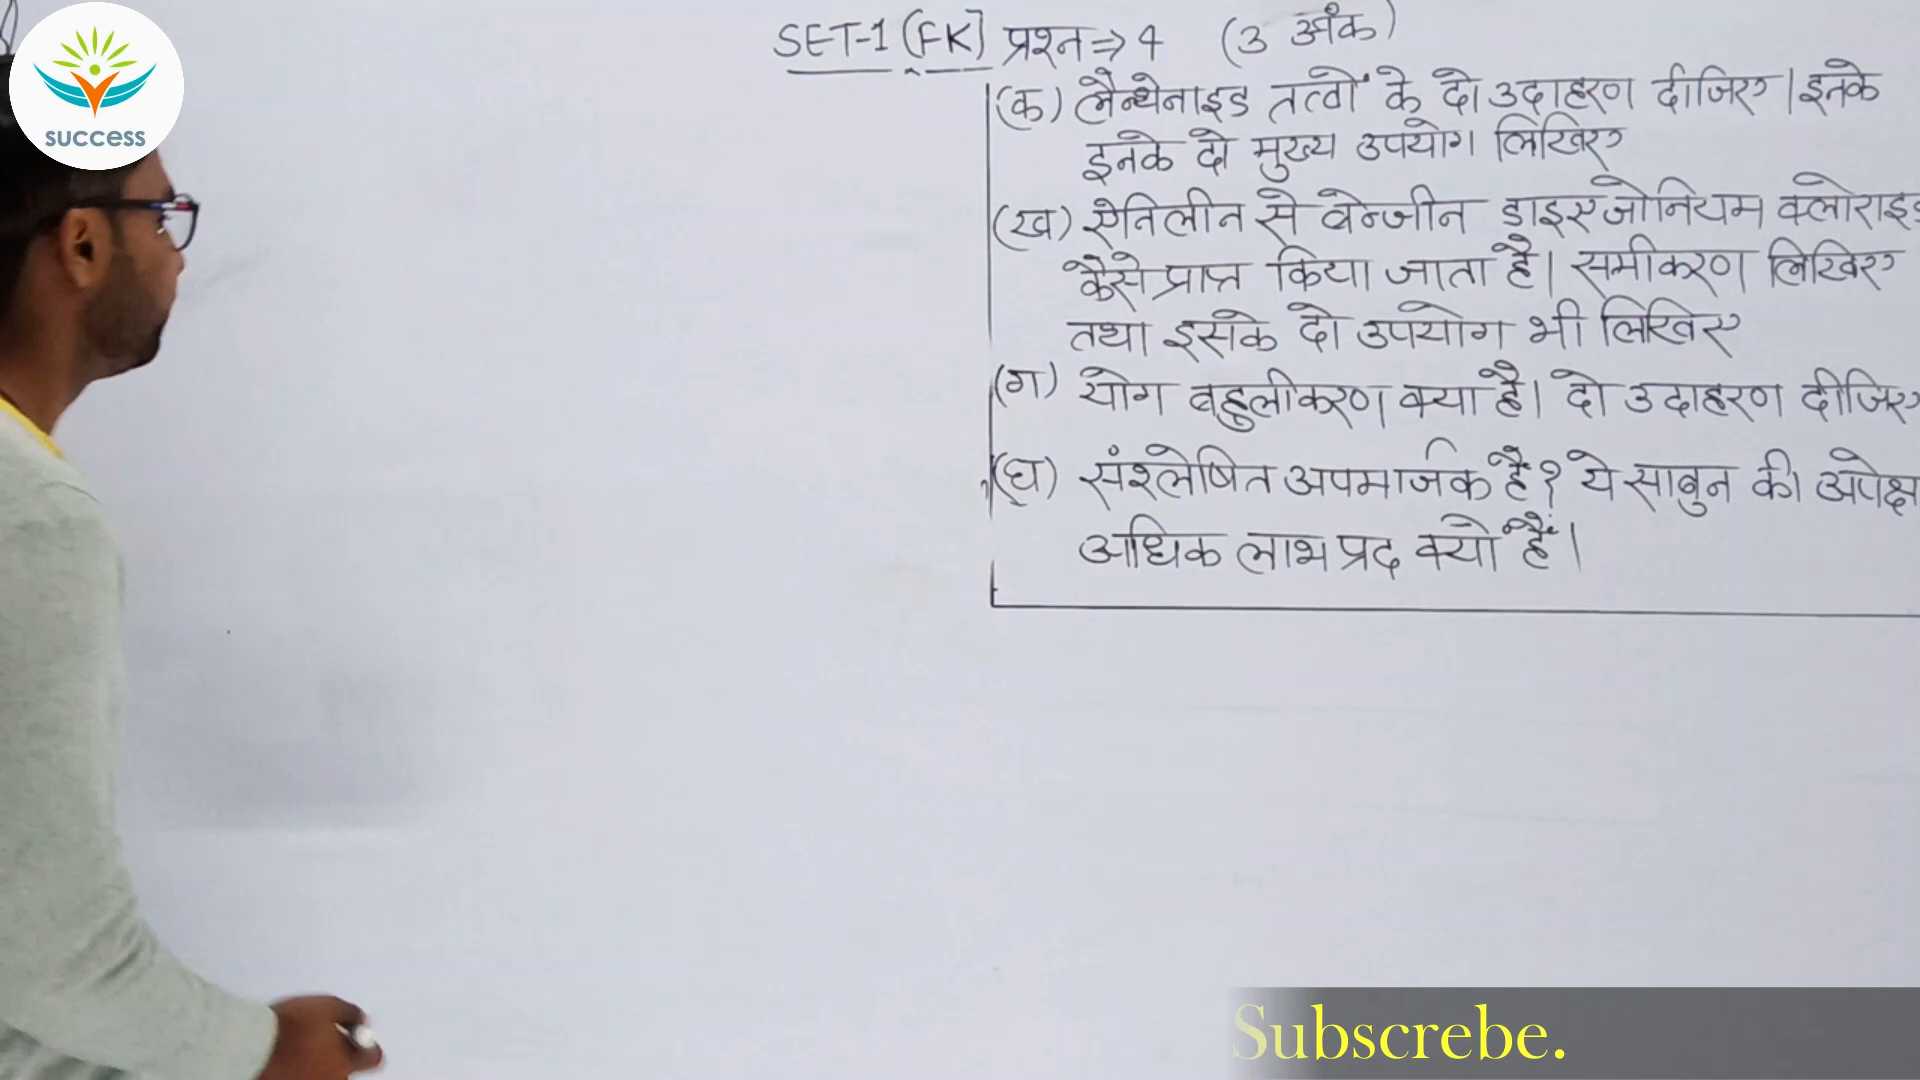 success
SET-1 (FK) प्रश्न⇒4 (3 अंक)
(क) लैन्थेनाइड तत्वों के दो उदाहरण दीजिए। इनके
इनके दो मुख्य उपयोग लिखिए
(ख) ऐनिलीन से बेन्जीन डाइएजोनियम क्लोराइड
कैसे प्राप्त किया जाता है। समीकरण लिखिए
तथा इसके दो उपयोग भी लिखिए
(ग) योग बहुलीकरण क्या है। दो उदाहरण दीजिए
(घ) संश्लेषित अपमार्जक है? ये साबुन की अपेक्ष
अधिक लाभ प्रद क्यों हैं।
Subscrebe.